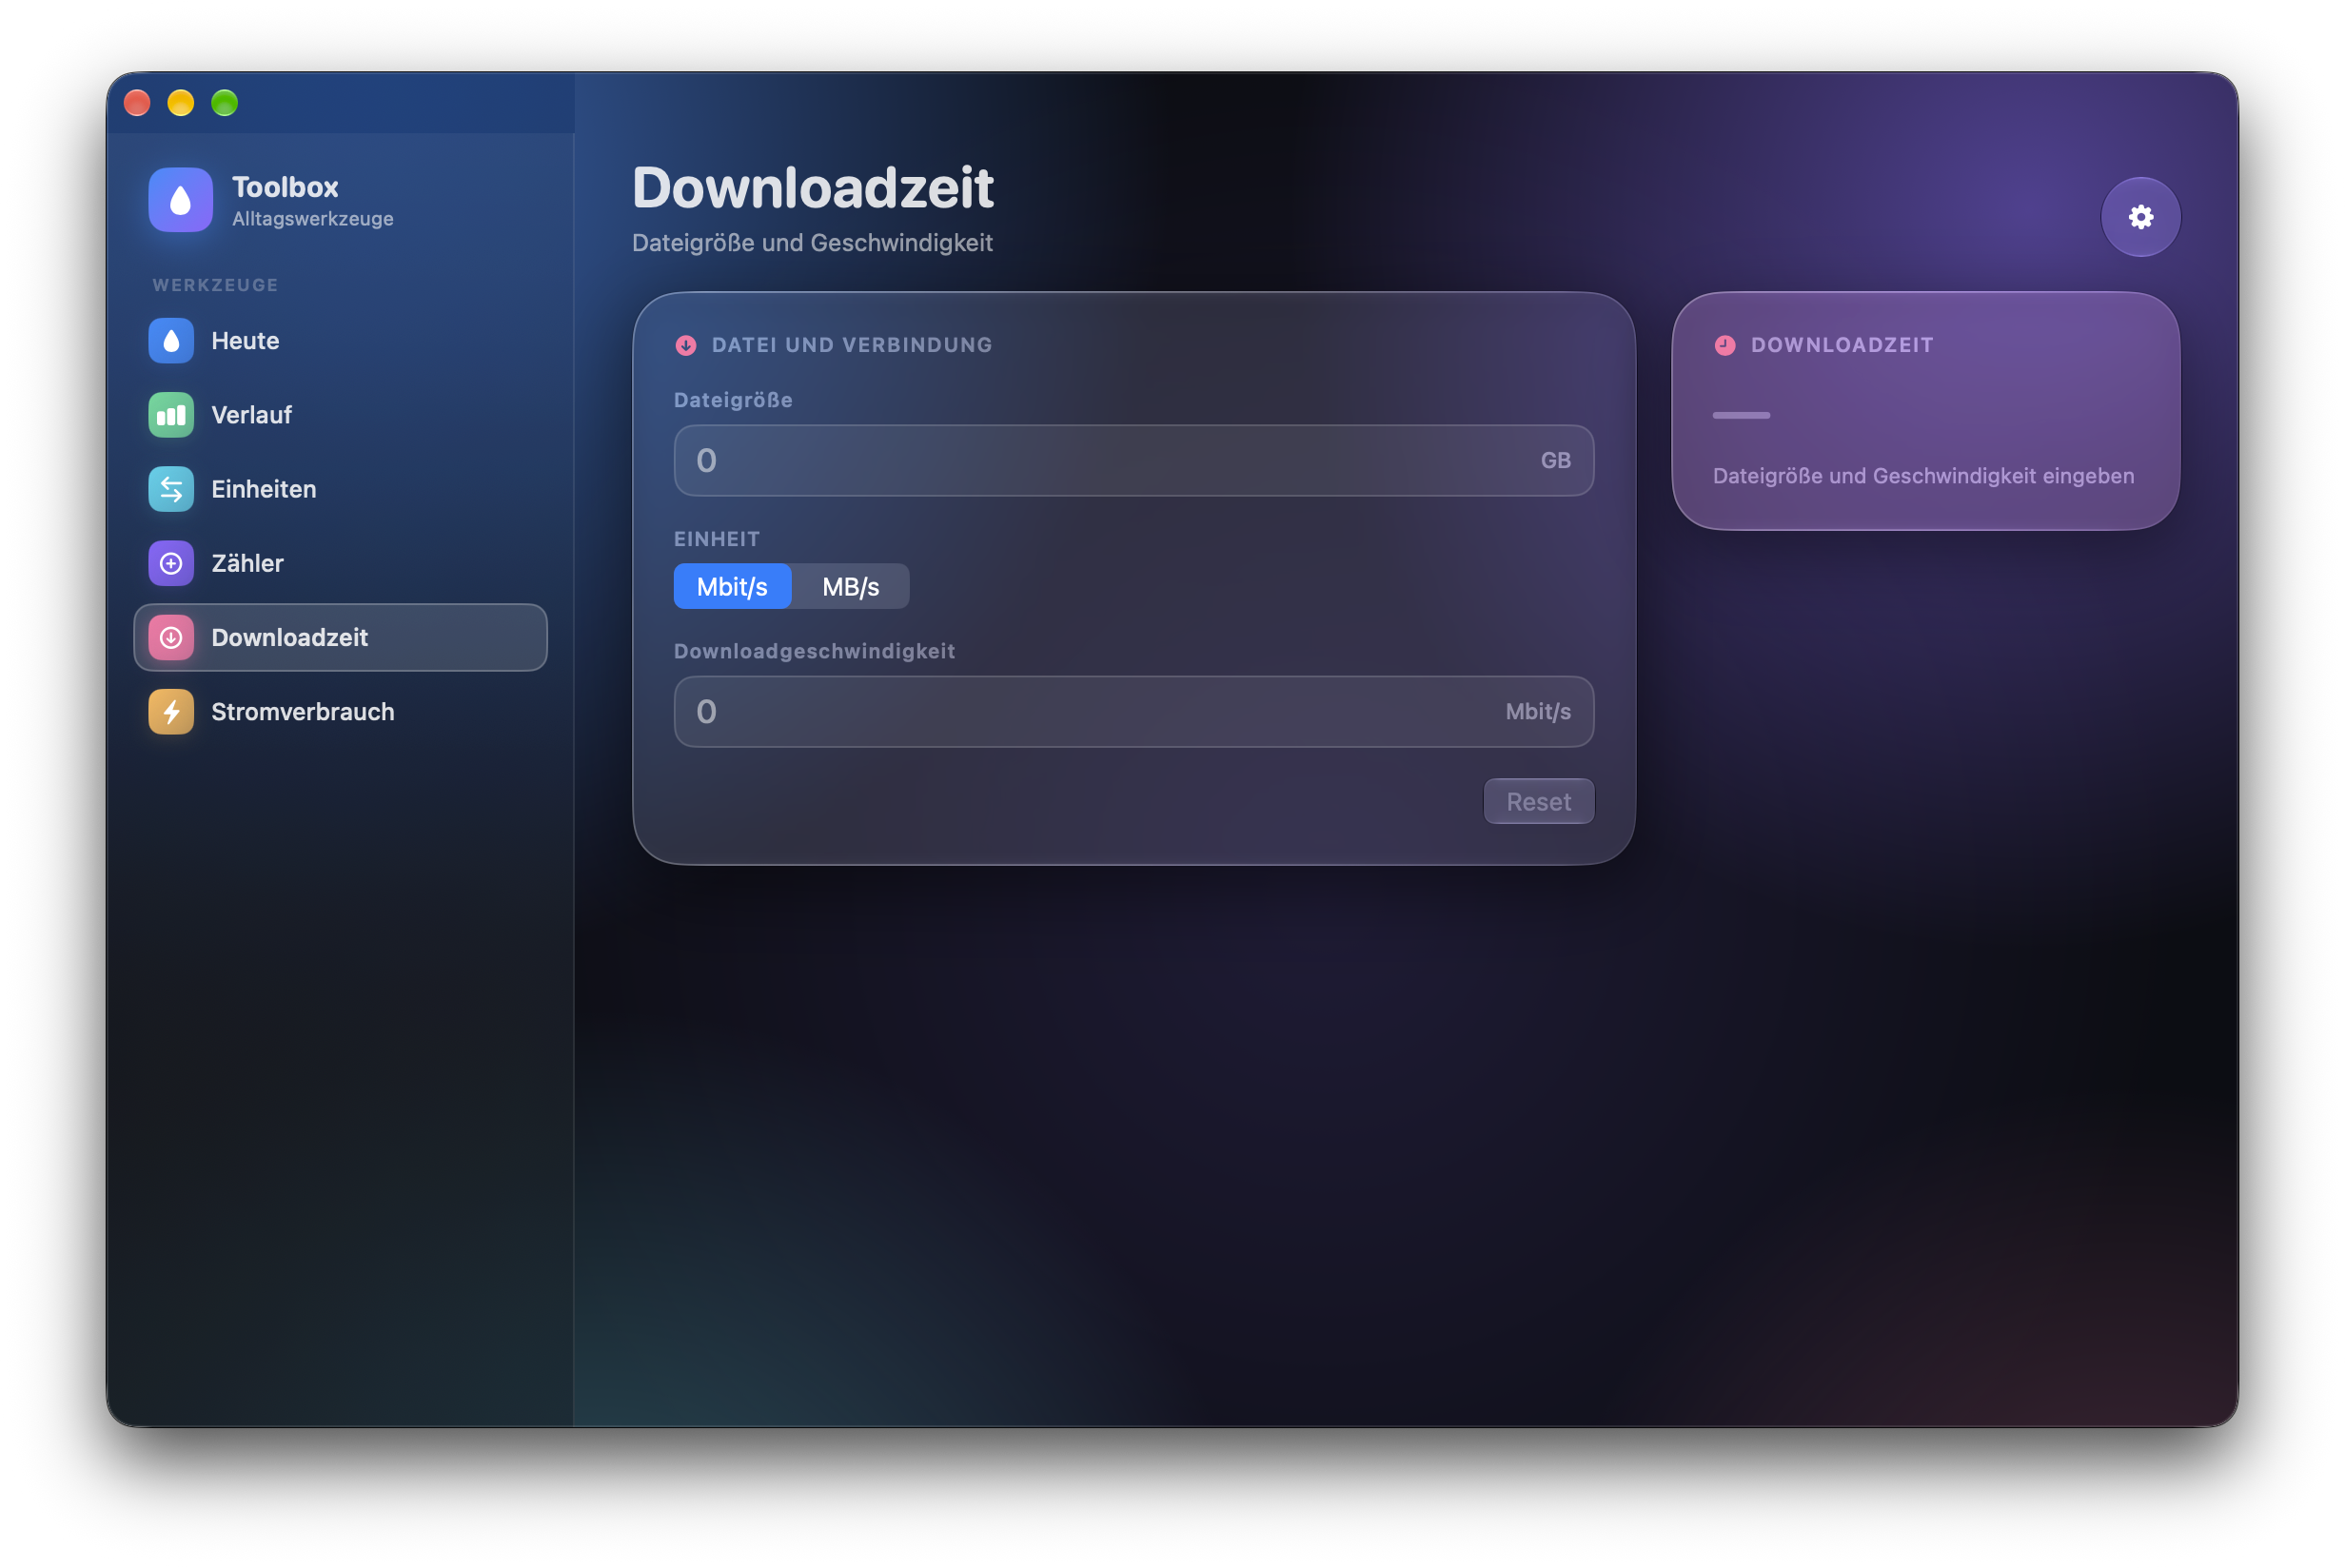 Toolbox
Alltagswerkzeuge
WERKZEUGE
Heute
Verlauf
Einheiten
Zähler
Downloadzeit
Stromverbrauch
Downloadzeit
Dateigröße und Geschwindigkeit
DATEI UND VERBINDUNG
Dateigröße
0 GB
EINHEIT
Mbit/s MB/s
Downloadgeschwindigkeit
0 Mbit/s
Reset
DOWNLOADZEIT
—
Dateigröße und Geschwindigkeit eingeben